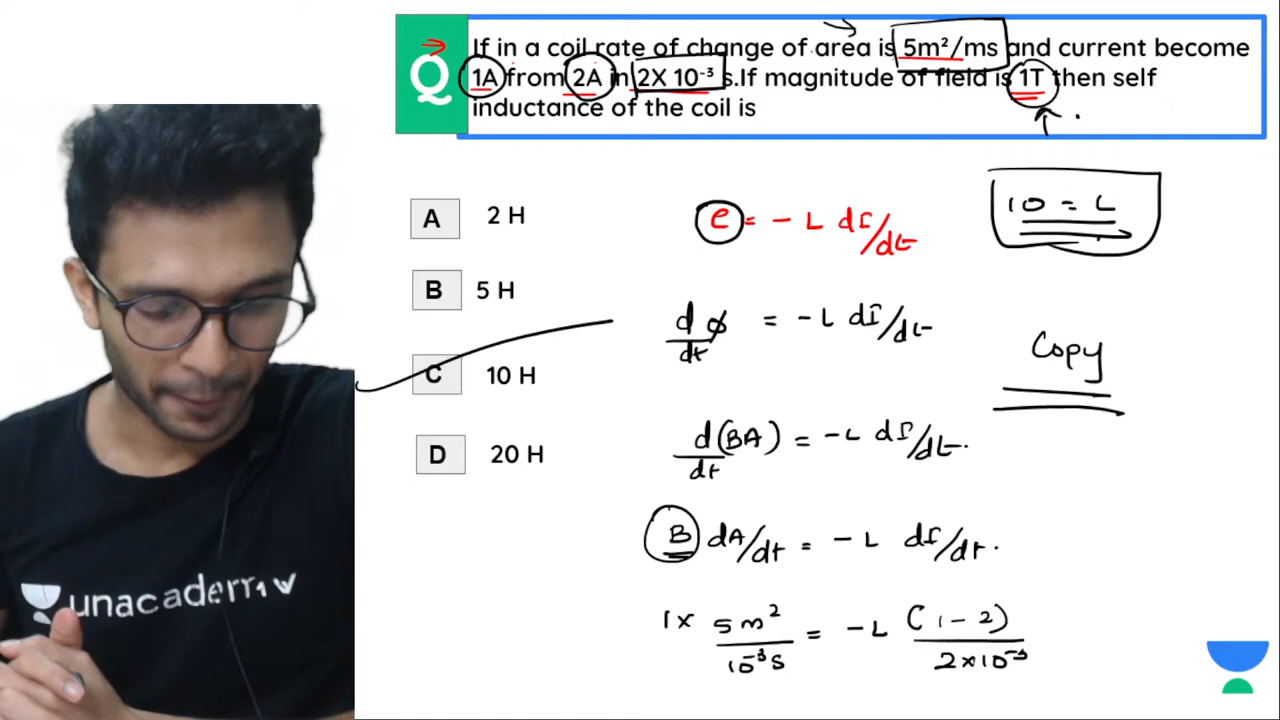 Q If in a coil rate of change of area is 5m²/ms and current become
1A from 2A in 2X 10⁻³ s.If magnitude of field is 1T then self
inductance of the coil is
10 = L
A 2 H
e = - L dI/dt
B 5 H
dφ/dt = - L dI/dt
Copy
C 10 H
d(BA)/dt = - L dI/dt.
D 20 H
B dA/dt = - L dI/dt.
1x 5m²/10⁻³s = - L (1-2)/2x10⁻³
unacademy